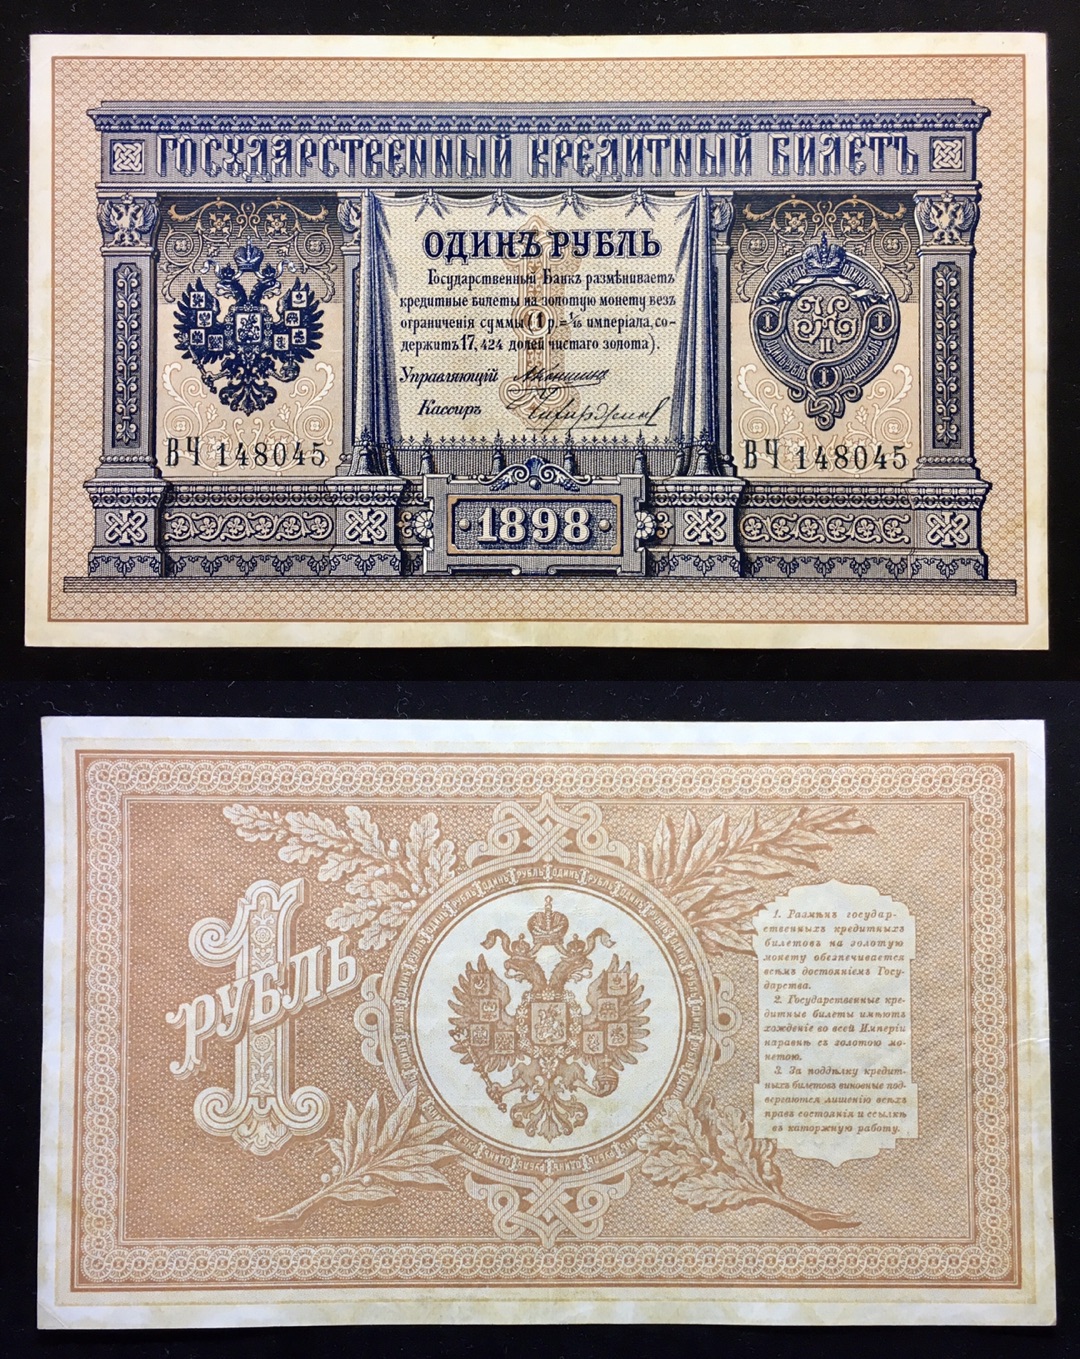 ГОСУДАРСТВЕННЫЙ КРЕДИТНЫЙ БИЛЕТЪ
ОДИНЪ РУБЛЬ
Государственный Банкъ размѣниваетъ
кредитные билеты на золотую монету безъ
ограниченія суммы (1 р.= 1/15 имперіала, со-
держитъ 17,424 долей чистаго золота).
Управляющій
Кассиръ
ВЧ 148045
ВЧ 148045
1898
1
РУБЛЬ
1. Размѣнъ государ-
ственныхъ кредитныхъ
билетовъ на золотую
монету обезпечивается
всѣмъ достояніемъ Госу-
дарства.
2. Государственные кре-
дитные билеты имѣютъ
хожденіе во всей Имперіи
наравнѣ съ золотою мо-
нетою.
3. За поддѣлку кредит-
ныхъ билетовъ виновные под-
вергаются лишенію всѣхъ
правъ состоянія и ссылкѣ
въ каторжную работу.